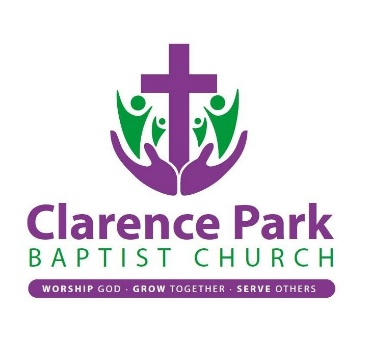 Clarence Park
BAPTIST CHURCH
WORSHIP GOD · GROW TOGETHER · SERVE OTHERS